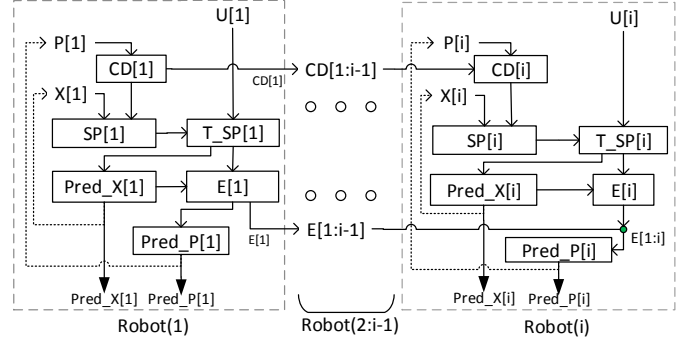 U[1]
P[1]
CD[1]
CD[1]
X[1]
SP[1]
T_SP[1]
Pred_X[1]
E[1]
Pred_P[1]
E[1]
Pred_X[1]
Pred_P[1]
Robot(1)
CD[1:i-1]
E[1:i-1]
Robot(2:i-1)
U[i]
P[i]
CD[i]
X[i]
SP[i]
T_SP[i]
Pred_X[i]
E[i]
E[1:i]
Pred_P[i]
Pred_X[i]
Pred_P[i]
Robot(i)